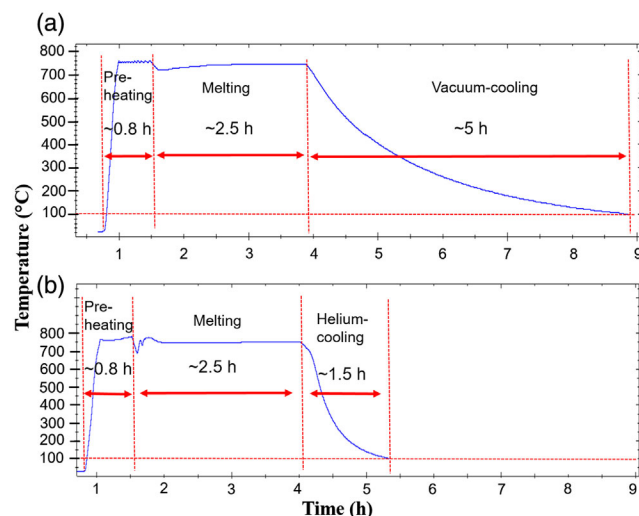 (a)
800
700
600
500
400
300
200
100
Pre-
heating
~0.8 h
Melting
~2.5 h
Vacuum-cooling
~5 h
1 2 3 4 5 6 7 8 9
Temperature (°C)
(b)
800
700
600
500
400
300
200
100
Pre-
heating
~0.8 h
Melting
~2.5 h
Helium-
cooling
~1.5 h
1 2 3 4 5 6 7 8 9
Time (h)